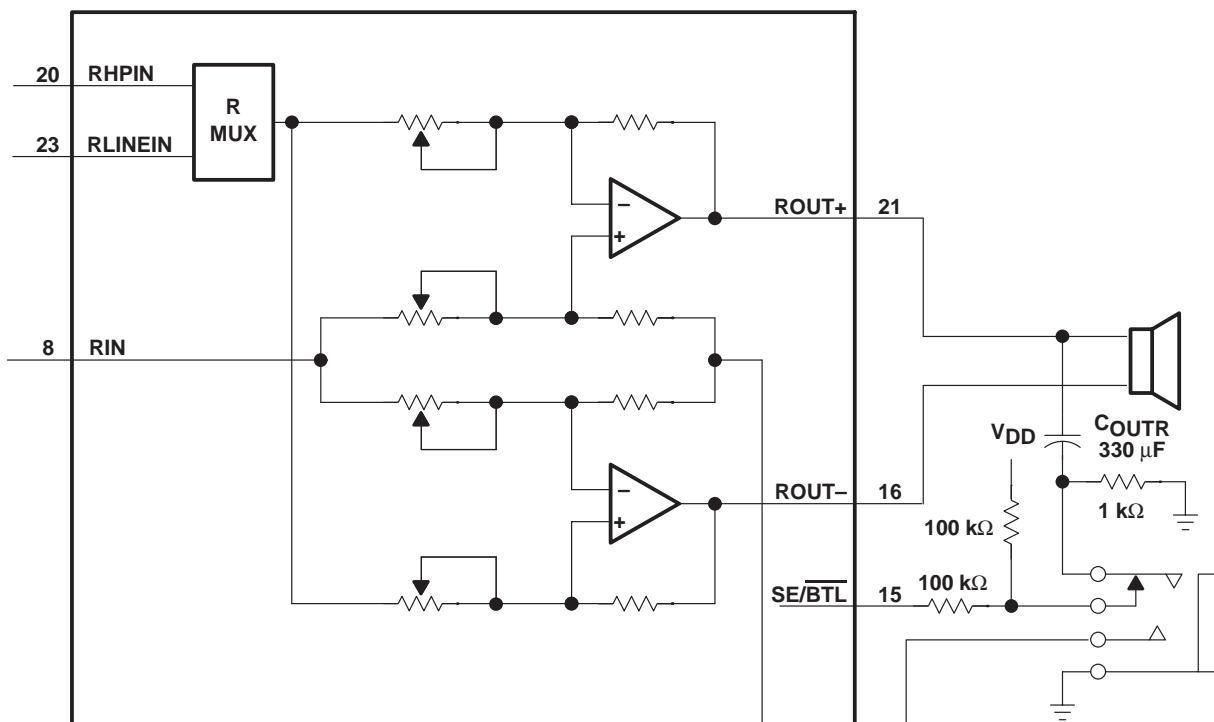 20 RHPIN
R
MUX
23 RLINEIN
−
+
ROUT+ 21
8 RIN
VDD
COUTR
330 μF
−
+
ROUT− 16
1 kΩ
100 kΩ
100 kΩ
SE/B̅T̅L̅ 15